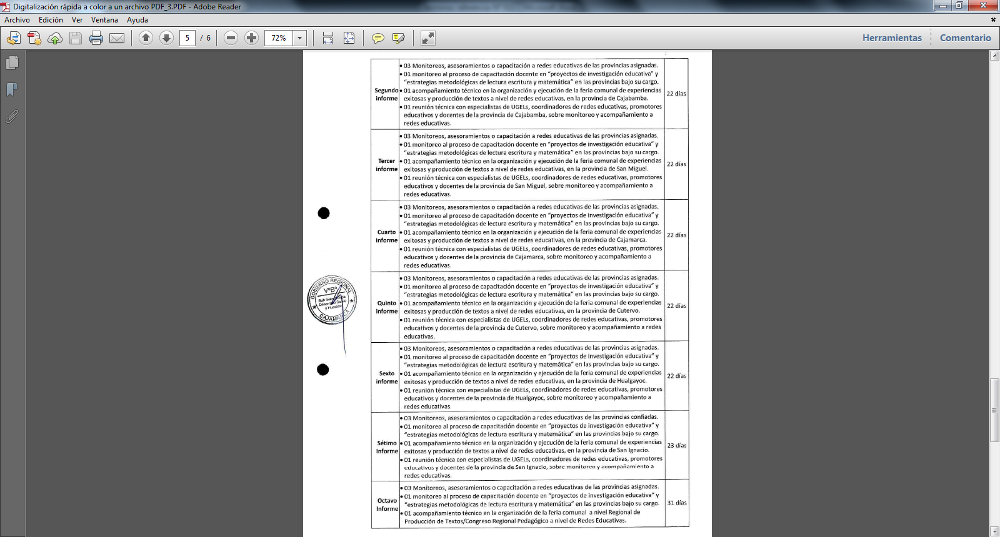 Digitalización rápida a color a un archivo PDF_3.PDF - Adobe Reader
Archivo Edición Ver Ventana Ayuda
5 / 6 72% Herramientas Comentario
• 03 Monitoreos, asesoramientos o capacitación a redes educativas de las provincias asignadas.
• 01 monitoreo al proceso de capacitación docente en "proyectos de investigación educativa" y
"estrategias metodológicas de lectura escritura y matemática" en las provincias bajo su cargo.
Segundo • 01 acompañamiento técnico en la organización y ejecución de la feria comunal de experiencias
22 días
informe exitosas y producción de textos a nivel de redes educativas, en la provincia de Cajabamba.
• 01 reunión técnica con especialistas de UGELs, coordinadores de redes educativas, promotores
educativos y docentes de la provincia de Cajabamba, sobre monitoreo y acompañamiento a
redes educativas.
• 03 Monitoreos, asesoramientos o capacitación a redes educativas de las provincias asignadas.
• 01 monitoreo al proceso de capacitación docente en "proyectos de investigación educativa" y
"estrategias metodológicas de lectura escritura y matemática" en las provincias bajo su cargo.
Tercer • 01 acompañamiento técnico en la organización y ejecución de la feria comunal de experiencias
22 días
informe exitosas y producción de textos a nivel de redes educativas, en la provincia de San Miguel.
• 01 reunión técnica con especialistas de UGELs, coordinadores de redes educativas, promotores
educativos y docentes de la provincia de San Miguel, sobre monitoreo y acompañamiento a
redes educativas.
• 03 Monitoreos, asesoramientos o capacitación a redes educativas de las provincias asignadas.
• 01 monitoreo al proceso de capacitación docente en "proyectos de investigación educativa" y
"estrategias metodológicas de lectura escritura y matemática" en las provincias bajo su cargo.
Cuarto • 01 acompañamiento técnico en la organización y ejecución de la feria comunal de experiencias
22 días
informe exitosas y producción de textos a nivel de redes educativas, en la provincia de Cajamarca.
• 01 reunión técnica con especialistas de UGELs, coordinadores de redes educativas, promotores
educativos y docentes de la provincia de Cajamarca, sobre monitoreo y acompañamiento a
redes educativas.
• 03 Monitoreos, asesoramientos o capacitación a redes educativas de las provincias asignadas.
• 01 monitoreo al proceso de capacitación docente en "proyectos de investigación educativa" y
"estrategias metodológicas de lectura escritura y matemática" en las provincias bajo su cargo.
Quinto • 01 acompañamiento técnico en la organización y ejecución de la feria comunal de experiencias
22 días
informe exitosas y producción de textos a nivel de redes educativas, en la provincia de Cutervo.
• 01 reunión técnica con especialistas de UGELs, coordinadores de redes educativas, promotores
educativos y docentes de la provincia de Cutervo, sobre monitoreo y acompañamiento a redes
educativas.
GOBIERNO REGIONAL
V°B°
Sub Gerencia de
Desarrollo Social
y Humano
CAJAMARCA
• 03 Monitoreos, asesoramientos o capacitación a redes educativas de las provincias asignadas.
• 01 monitoreo al proceso de capacitación docente en "proyectos de investigación educativa" y
"estrategias metodológicas de lectura escritura y matemática" en las provincias bajo su cargo.
Sexto • 01 acompañamiento técnico en la organización y ejecución de la feria comunal de experiencias
22 días
informe exitosas y producción de textos a nivel de redes educativas, en la provincia de Hualgayoc.
• 01 reunión técnica con especialistas de UGELs, coordinadores de redes educativas, promotores
educativos y docentes de la provincia de Hualgayoc, sobre monitoreo y acompañamiento a
redes educativas.
• 03 Monitoreos, asesoramientos o capacitación a redes educativas de las provincias confiadas.
• 01 monitoreo al proceso de capacitación docente en "proyectos de investigación educativa" y
"estrategias metodológicas de lectura escritura y matemática" en las provincias bajo su cargo.
Sétimo • 01 acompañamiento técnico en la organización y ejecución de la feria comunal de experiencias
23 días
Informe exitosas y producción de textos a nivel de redes educativas, en la provincia de San Ignacio.
• 01 reunión técnica con especialistas de UGELs, coordinadores de redes educativas, promotores
educativos y docentes de la provincia de San Ignacio, sobre monitoreo y acompañamiento a
redes educativas.
• 03 Monitoreos, asesoramientos o capacitación a redes educativas de las provincias asignadas.
• 01 monitoreo al proceso de capacitación docente en "proyectos de investigación educativa" y
Octavo "estrategias metodológicas de lectura escritura y matemática" en las provincias bajo su cargo. 31 días
Informe • 01 acompañamiento técnico en la organización de la feria comunal a nivel Regional de
Producción de Textos/Congreso Regional Pedagógico a nivel de Redes Educativas.